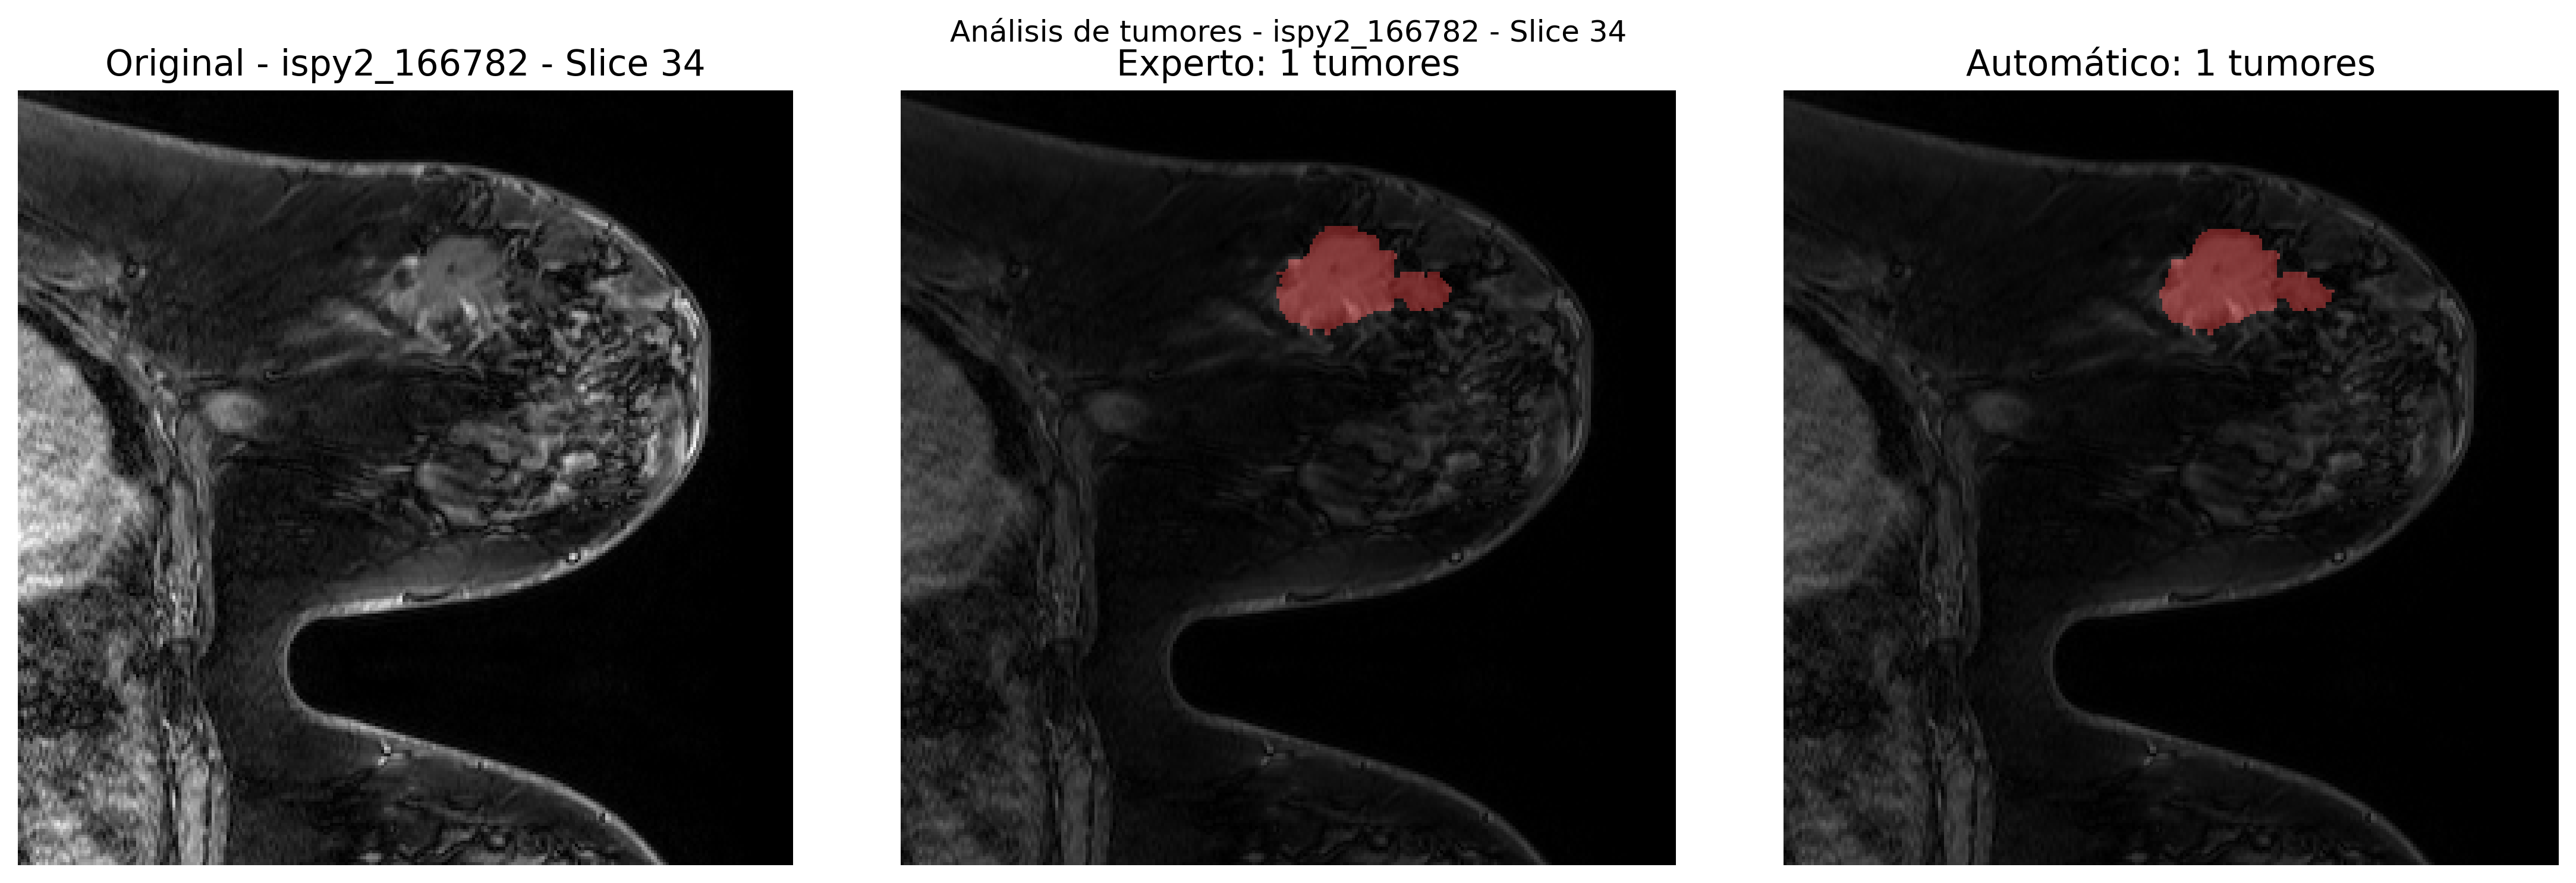 Análisis de tumores - ispy2_166782 - Slice 34
Original - ispy2_166782 - Slice 34
Experto: 1 tumores
Automático: 1 tumores